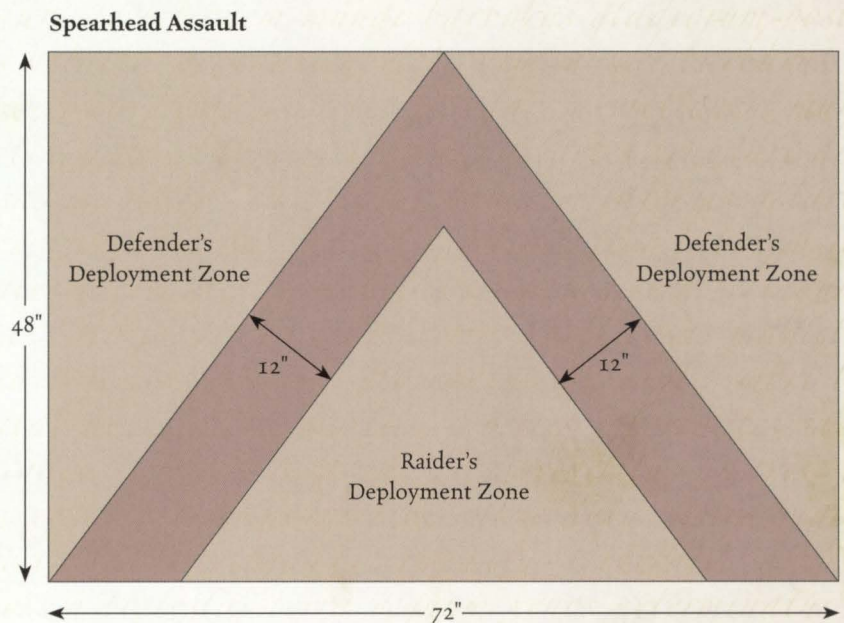 Spearhead Assault
Defender's
Deployment Zone
Defender's
Deployment Zone
48"
12"
12"
Raider's
Deployment Zone
72"